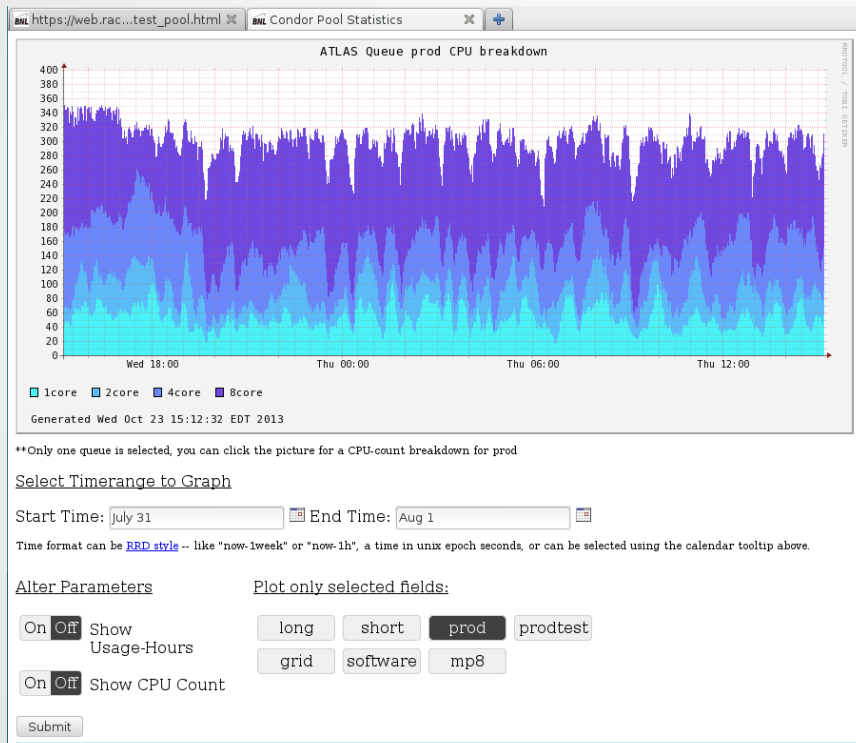 BNL https://web.rac...test_pool.html
BNL Condor Pool Statistics
ATLAS Queue prod CPU breakdown
RRDTOOL / TOBI OETIKER
400
380
360
340
320
300
280
260
240
220
200
180
160
140
120
100
80
60
40
20
0
Wed 18:00 Thu 00:00 Thu 06:00 Thu 12:00
1core 2core 4core 8core
Generated Wed Oct 23 15:12:32 EDT 2013
**Only one queue is selected, you can click the picture for a CPU-count breakdown for prod
Select Timerange to Graph
Start Time: July 31 End Time: Aug 1
Time format can be RRD style -- like "now-1week" or "now-1h", a time in unix epoch seconds, or can be selected using the calendar tooltip above.
Alter Parameters
On Off Show
Usage-Hours
On Off Show CPU Count
Plot only selected fields:
long short prod prodtest
grid software mp8
Submit